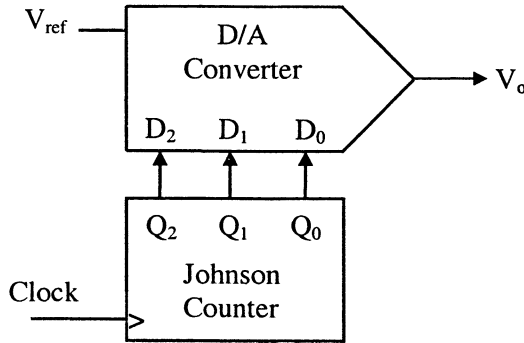 V_ref
D/A
Converter
V_o
D_2 D_1 D_0
Q_2 Q_1 Q_0
Johnson
Counter
Clock